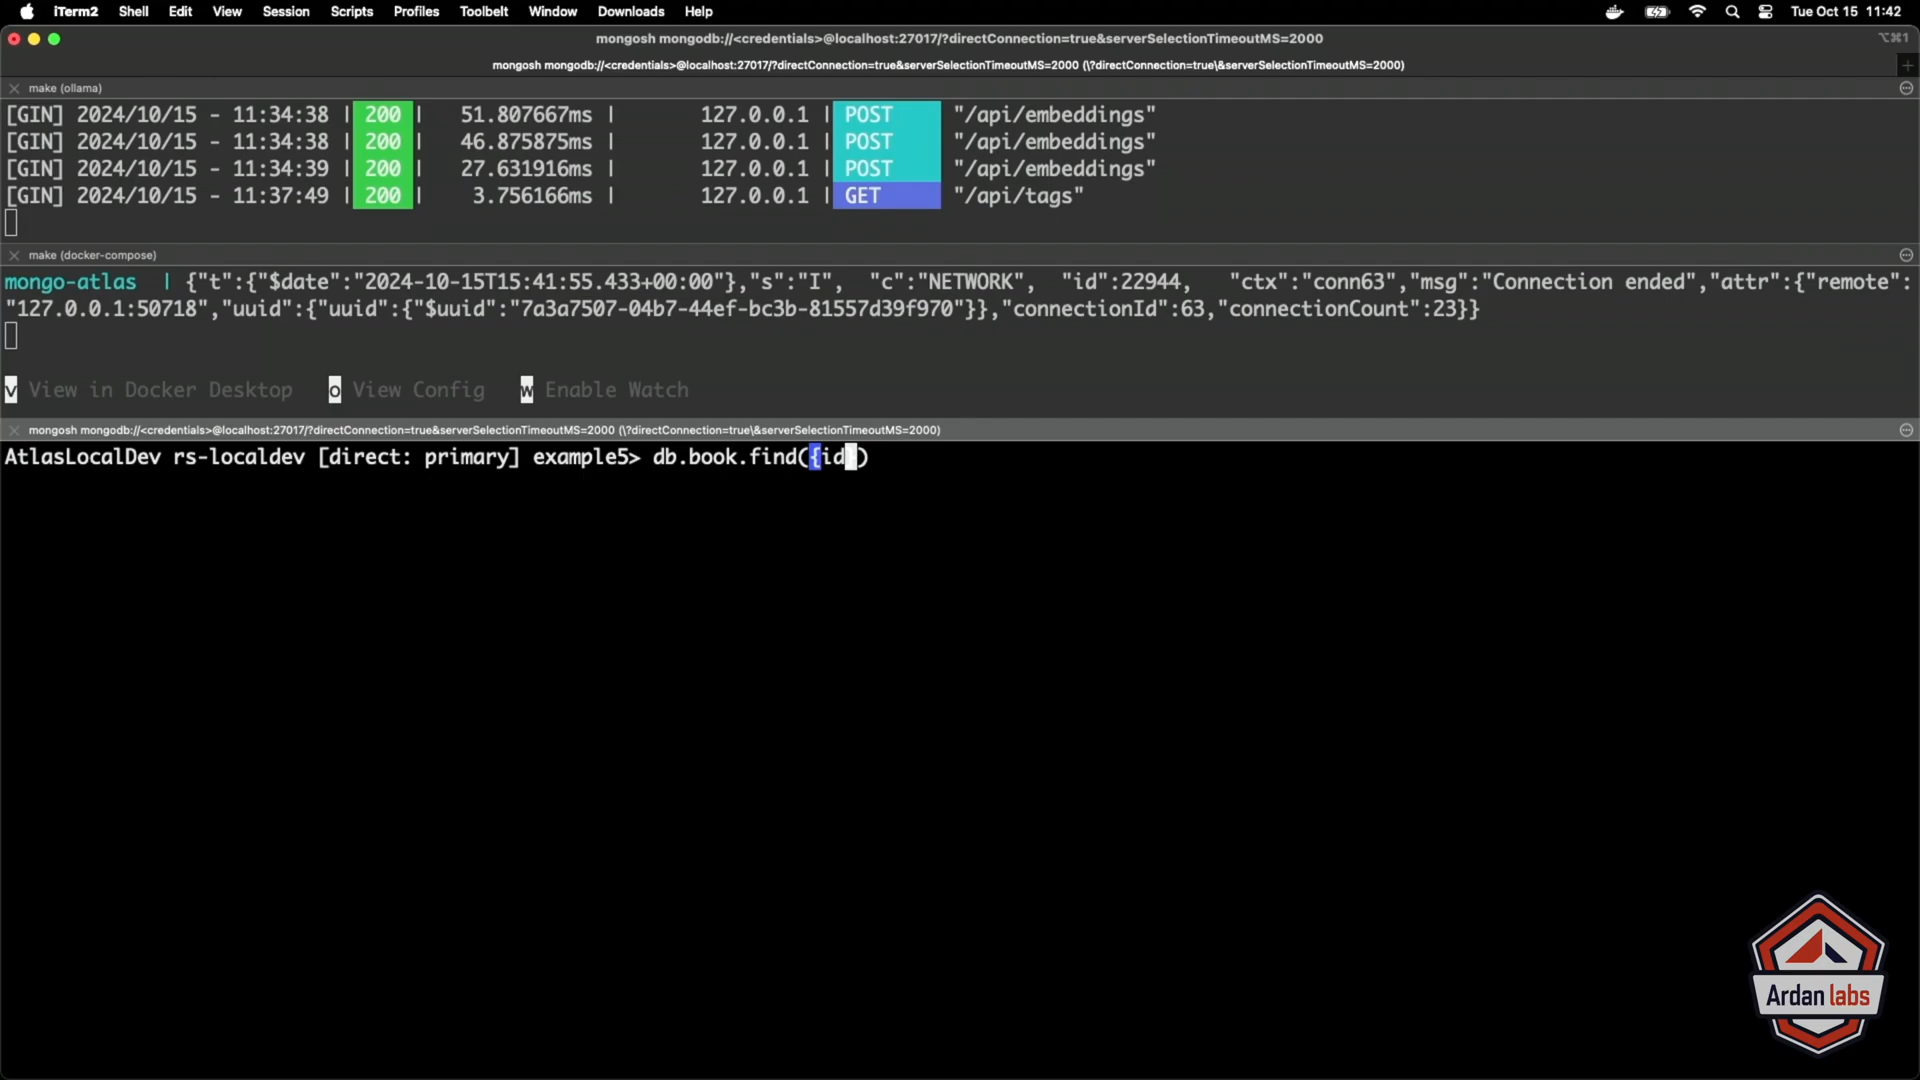 iTerm2 Shell Edit View Session Scripts Profiles Toolbelt Window Downloads Help Tue Oct 15 11:42
mongosh mongodb://<credentials>@localhost:27017/?directConnection=true&serverSelectionTimeoutMS=2000 ⌥⌘1
mongosh mongodb://<credentials>@localhost:27017/?directConnection=true&serverSelectionTimeoutMS=2000 (\?directConnection=true\&serverSelectionTimeoutMS=2000)
make (ollama)
[GIN] 2024/10/15 - 11:34:38 | 200 | 51.807667ms | 127.0.0.1 | POST "/api/embeddings"
[GIN] 2024/10/15 - 11:34:38 | 200 | 46.875875ms | 127.0.0.1 | POST "/api/embeddings"
[GIN] 2024/10/15 - 11:34:39 | 200 | 27.631916ms | 127.0.0.1 | POST "/api/embeddings"
[GIN] 2024/10/15 - 11:37:49 | 200 | 3.756166ms | 127.0.0.1 | GET "/api/tags"
make (docker-compose)
mongo-atlas | {"t":{"$date":"2024-10-15T15:41:55.433+00:00"},"s":"I", "c":"NETWORK", "id":22944, "ctx":"conn63","msg":"Connection ended","attr":{"remote":
"127.0.0.1:50718","uuid":{"uuid":{"$uuid":"7a3a7507-04b7-44ef-bc3b-81557d39f970"}},"connectionId":63,"connectionCount":23}}
v View in Docker Desktop o View Config w Enable Watch
mongosh mongodb://<credentials>@localhost:27017/?directConnection=true&serverSelectionTimeoutMS=2000 (\?directConnection=true\&serverSelectionTimeoutMS=2000)
AtlasLocalDev rs-localdev [direct: primary] example5> db.book.find({id})
Ardan labs